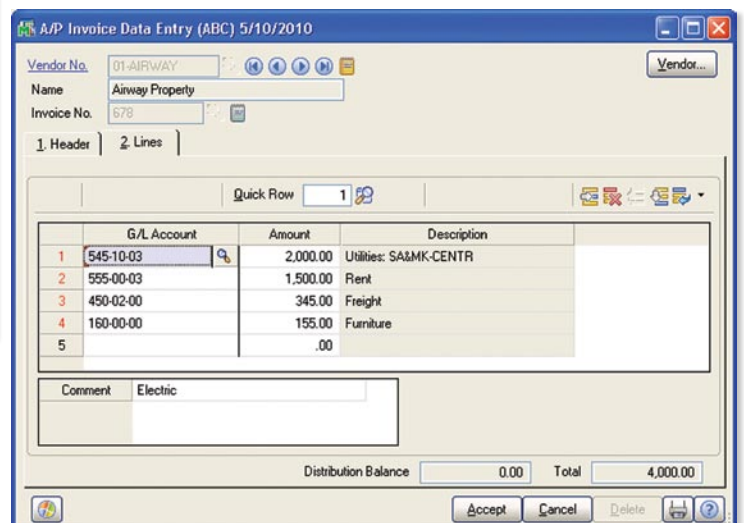 A/P Invoice Data Entry (ABC) 5/10/2010
Vendor No. 01-AIRWAY Vendor...
Name Airway Property
Invoice No. 678
1. Header 2. Lines
Quick Row 1
G/L Account Amount Description
1 545-10-03 2,000.00 Utilities: SA&MK-CENTR
2 555-00-03 1,500.00 Rent
3 450-02-00 345.00 Freight
4 160-00-00 155.00 Furniture
5 .00
Comment Electric
Distribution Balance 0.00 Total 4,000.00
Accept Cancel Delete